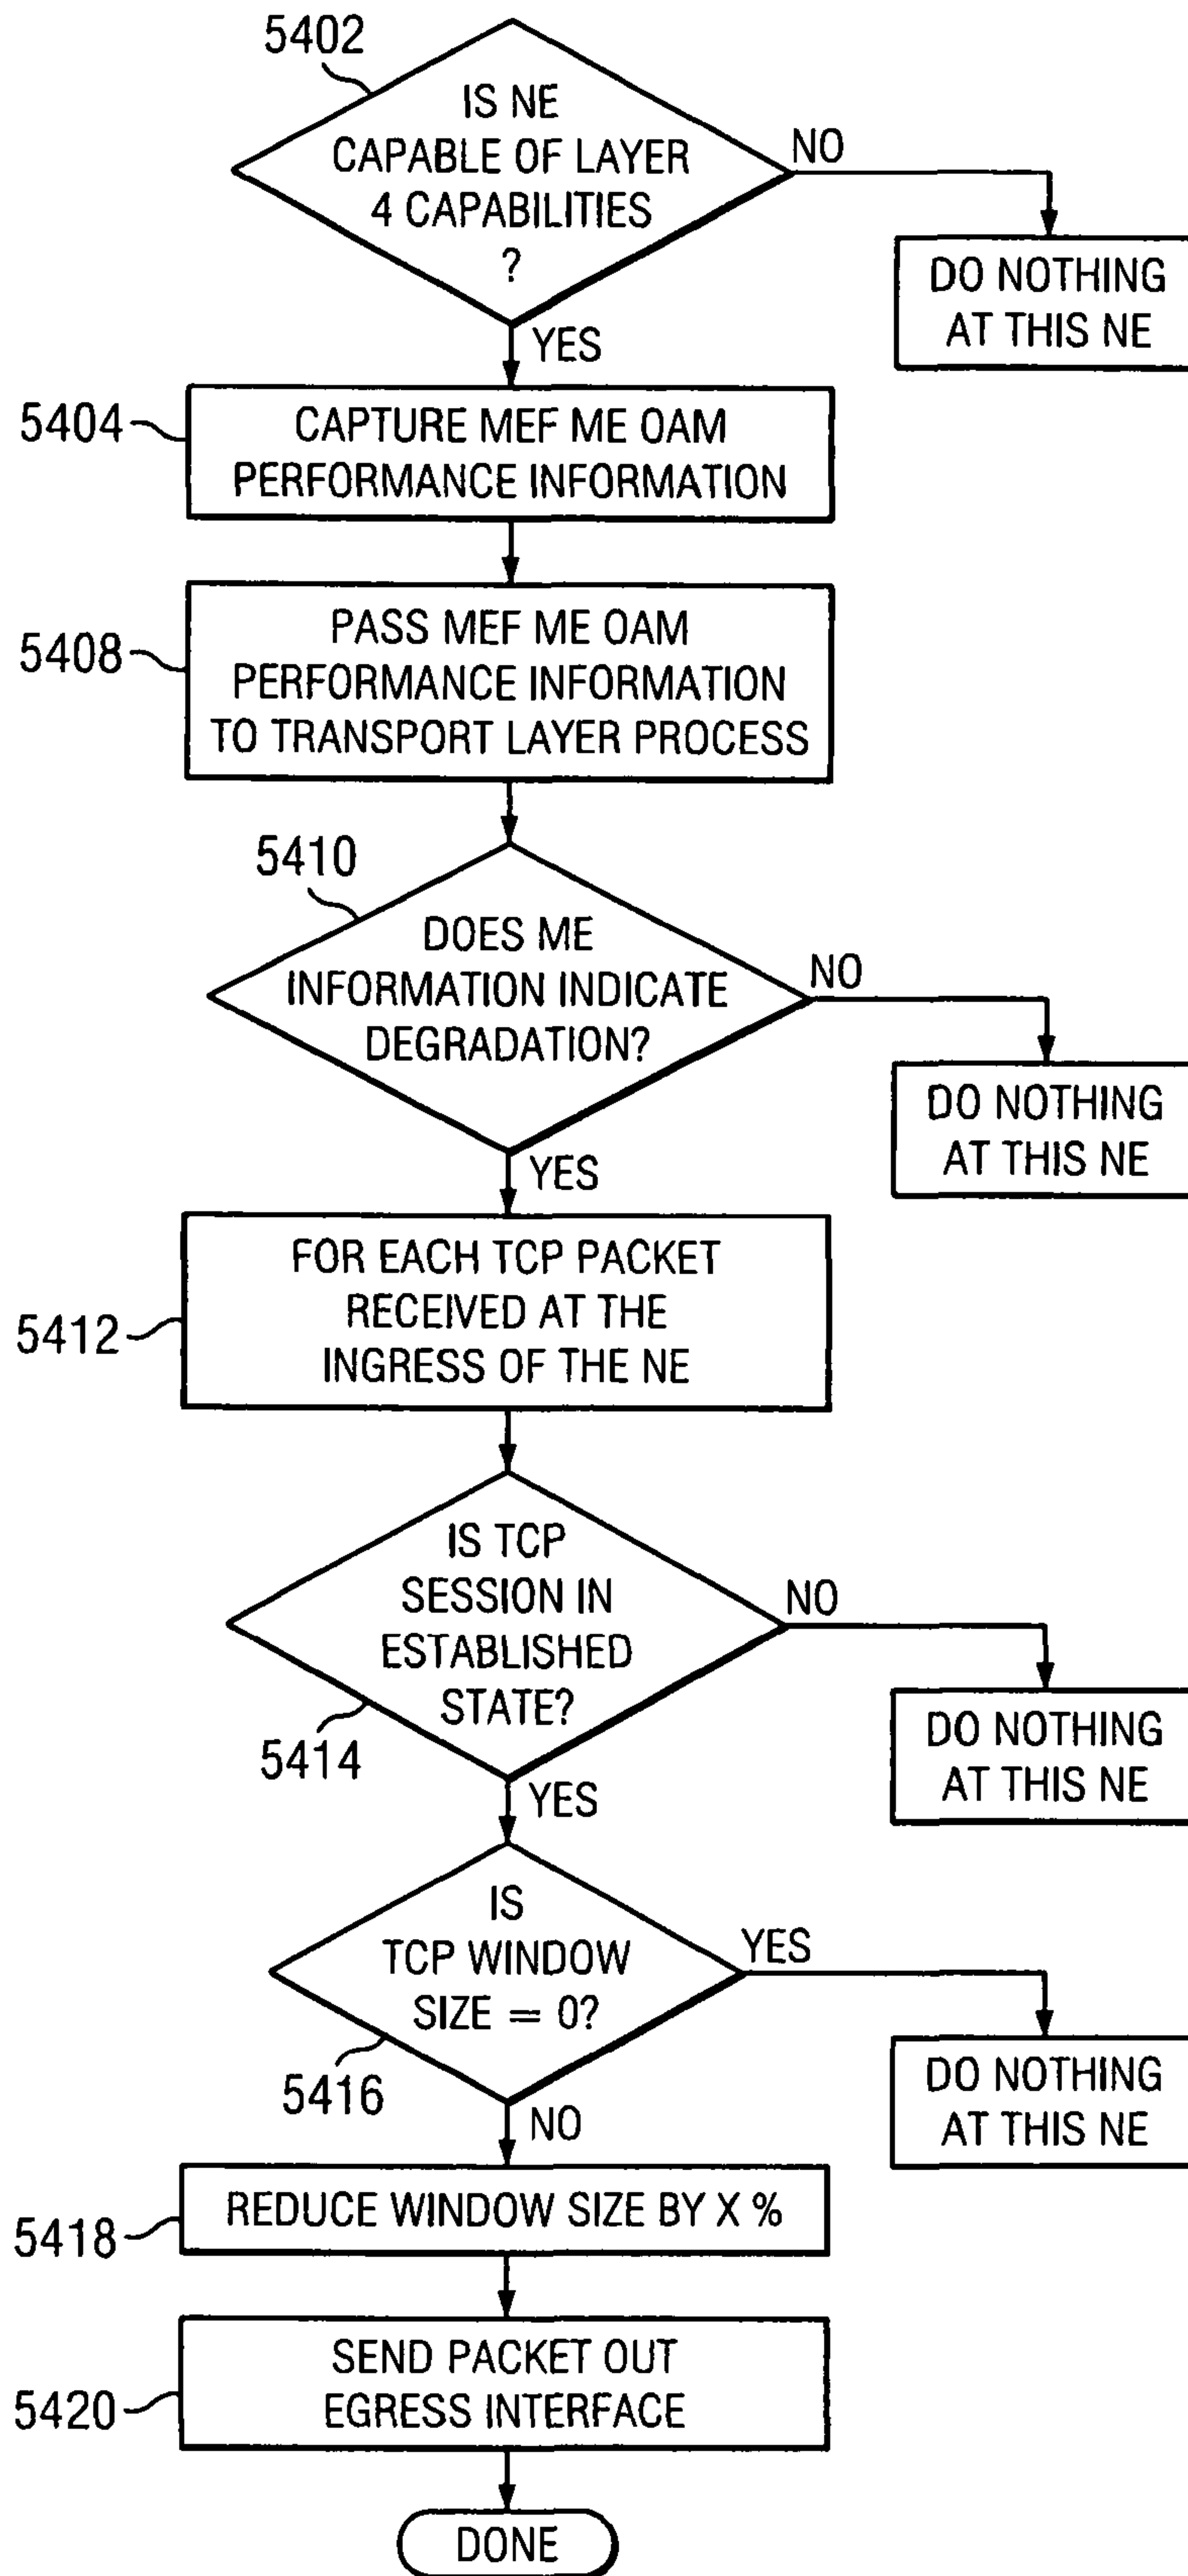 5402
IS NE
CAPABLE OF LAYER
4 CAPABILITIES
?
NO
DO NOTHING
AT THIS NE
YES
5404
CAPTURE MEF ME OAM
PERFORMANCE INFORMATION
5408
PASS MEF ME OAM
PERFORMANCE INFORMATION
TO TRANSPORT LAYER PROCESS
5410
DOES ME
INFORMATION INDICATE
DEGRADATION?
NO
DO NOTHING
AT THIS NE
YES
5412
FOR EACH TCP PACKET
RECEIVED AT THE
INGRESS OF THE NE
IS TCP
SESSION IN
ESTABLISHED
STATE?
5414
NO
DO NOTHING
AT THIS NE
YES
IS
TCP WINDOW
SIZE = 0?
5416
YES
DO NOTHING
AT THIS NE
NO
5418
REDUCE WINDOW SIZE BY X %
5420
SEND PACKET OUT
EGRESS INTERFACE
DONE